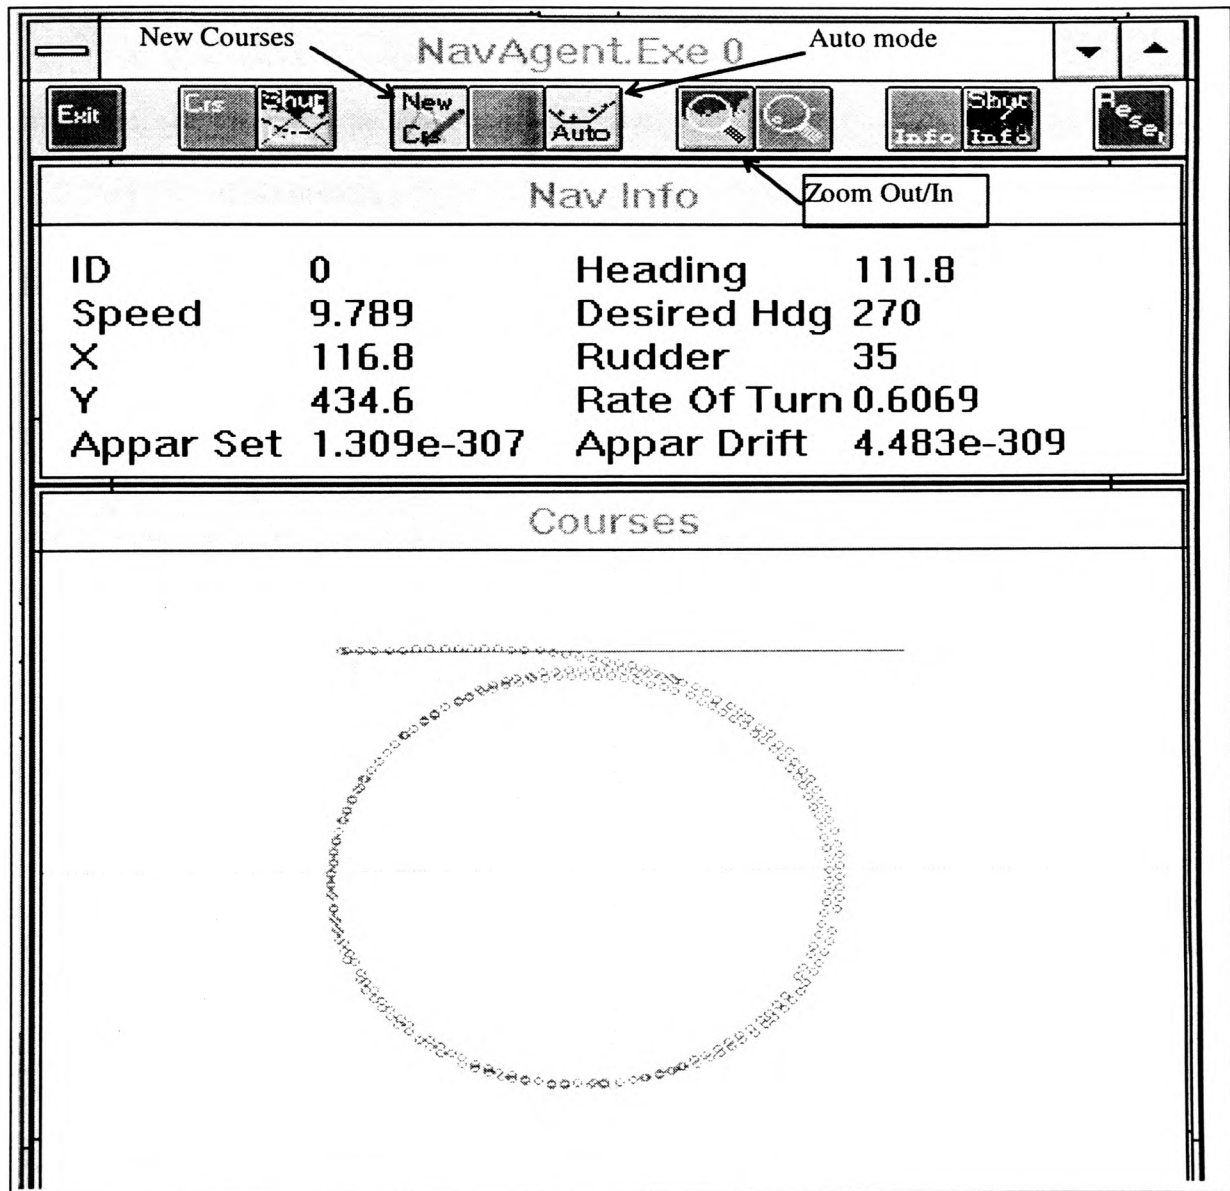 New Courses
NavAgent.Exe 0
Auto mode
Exit
Crs
Shut
New Crs
Auto
Info
Shut Info
Reset
Nav Info
Zoom Out/In
ID 0 Heading 111.8
Speed 9.789 Desired Hdg 270
X 116.8 Rudder 35
Y 434.6 Rate Of Turn 0.6069
Appar Set 1.309e-307 Appar Drift 4.483e-309
Courses